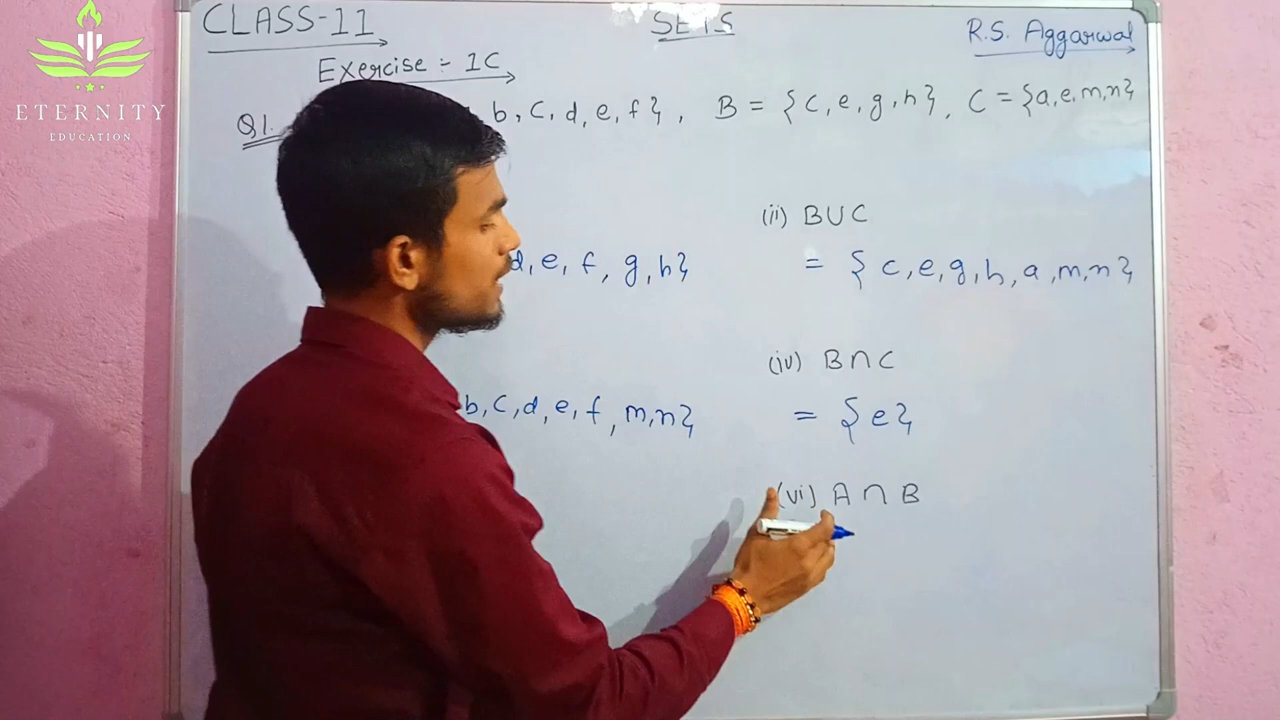 CLASS-11 SETS R.S. Aggarwal
ETERNITY
EDUCATION
Exercise :- 1C
Q1. b, c, d, e, f}, B = {c, e, g, h}, C = {a, e, m, n}
(ii) B∪C
d, e, f, g, h} = {c, e, g, h, a, m, n}
(iv) B∩C
b, c, d, e, f, m, n} = {e}
(vi) A∩B